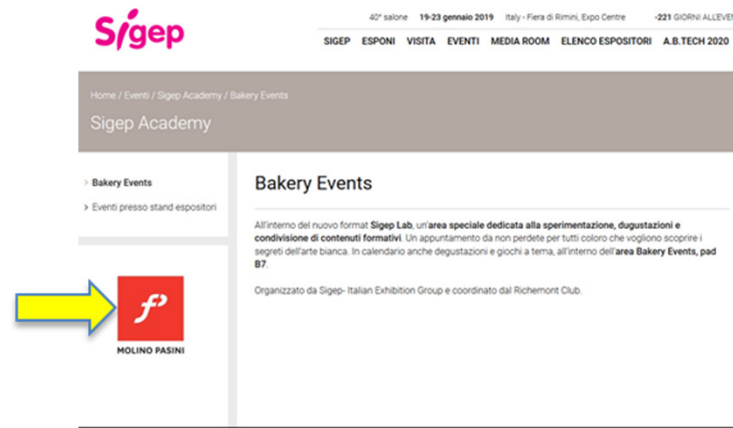 Sigep
40° salone 19-23 gennaio 2019 Italy - Fiera di Rimini, Expo Centre -221 GIORNI ALL'EVEN
SIGEP ESPONI VISITA EVENTI MEDIA ROOM ELENCO ESPOSITORI A.B.TECH 2020
Home / Eventi / Sigep Academy / Bakery Events
Sigep Academy
> Bakery Events
> Eventi presso stand espositori
MOLINO PASINI
Bakery Events
All'interno del nuovo format Sigep Lab, un'area speciale dedicata alla sperimentazione, dugustazioni e
condivisione di contenuti formativi. Un appuntamento da non perdete per tutti coloro che vogliono scoprire i
segreti dell'arte bianca. In calendario anche degustazioni e giochi a tema, all'interno dell'area Bakery Events, pad
B7.
Organizzato da Sigep- Italian Exhibition Group e coordinato dal Richemont Club.